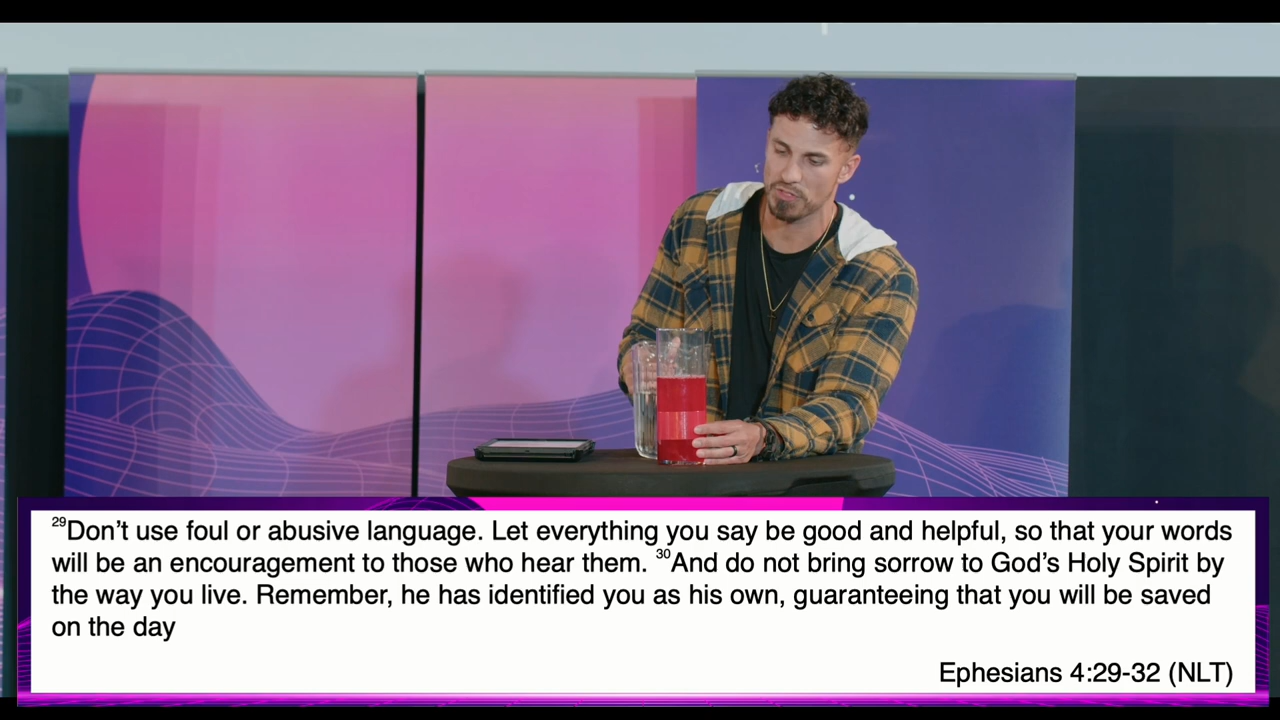 ²⁹Don’t use foul or abusive language. Let everything you say be good and helpful, so that your words
will be an encouragement to those who hear them. ³⁰And do not bring sorrow to God’s Holy Spirit by
the way you live. Remember, he has identified you as his own, guaranteeing that you will be saved
on the day
Ephesians 4:29-32 (NLT)